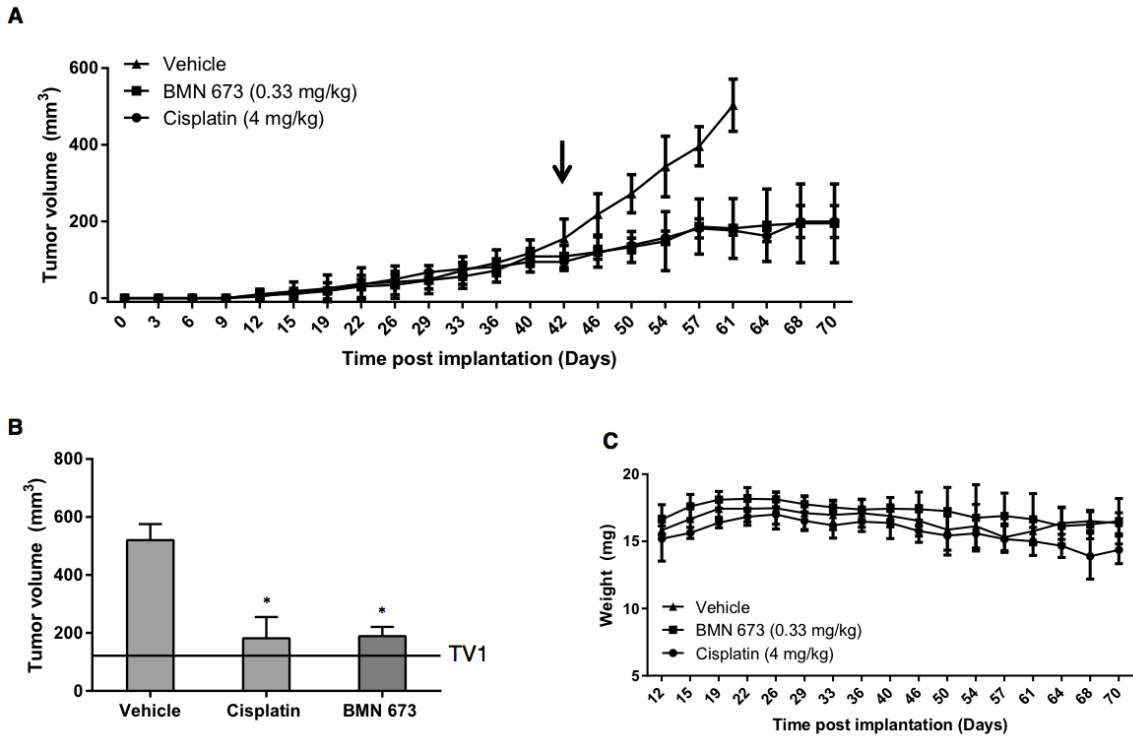 A
Vehicle
BMN 673 (0.33 mg/kg)
Cisplatin (4 mg/kg)
Tumor volume (mm³)
600
400
200
0
0 3 6 9 12 15 19 22 26 29 33 36 40 42 46 50 54 57 61 64 68 70
Time post implantation (Days)
B
Tumor volume (mm³)
800
600
400
200
0
* *
TV1
Vehicle Cisplatin BMN 673
C
Weight (mg)
20
15
10
5
Vehicle
BMN 673 (0.33 mg/kg)
Cisplatin (4 mg/kg)
12 15 19 22 26 29 33 36 40 46 50 54 57 61 64 68 70
Time post implantation (Days)